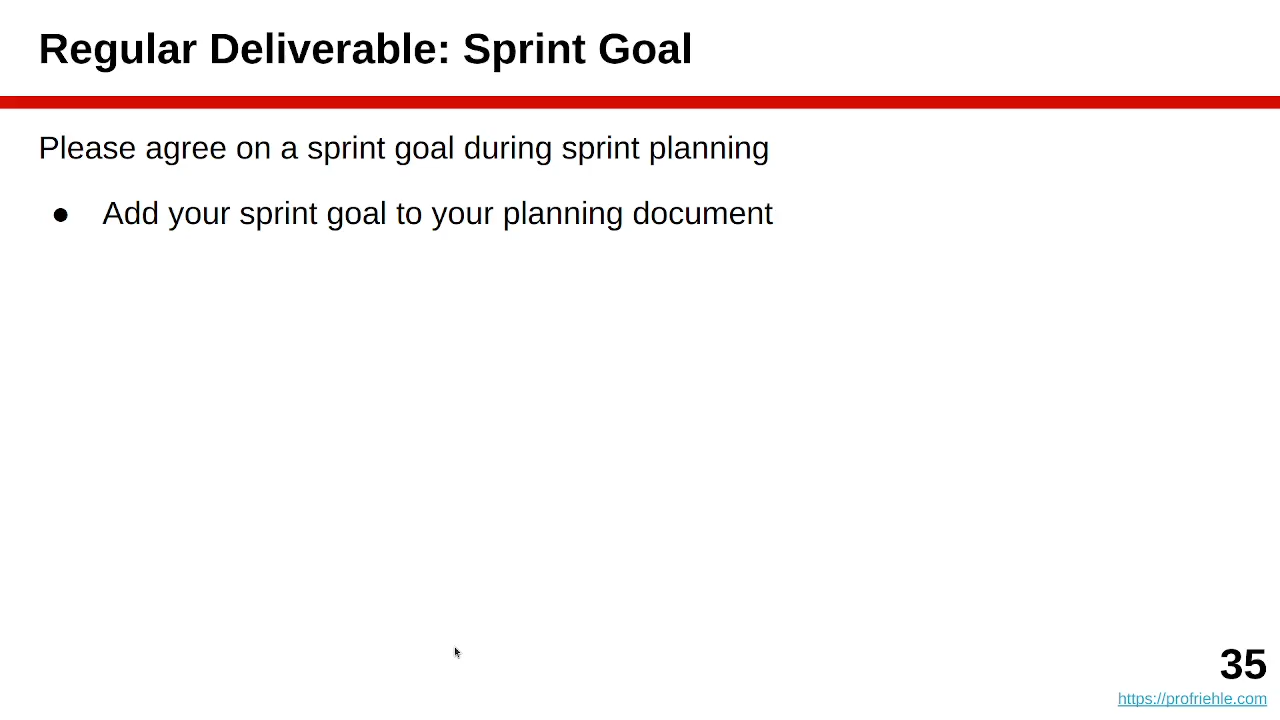 Regular Deliverable: Sprint Goal
Please agree on a sprint goal during sprint planning
● Add your sprint goal to your planning document
35
https://profriehle.com